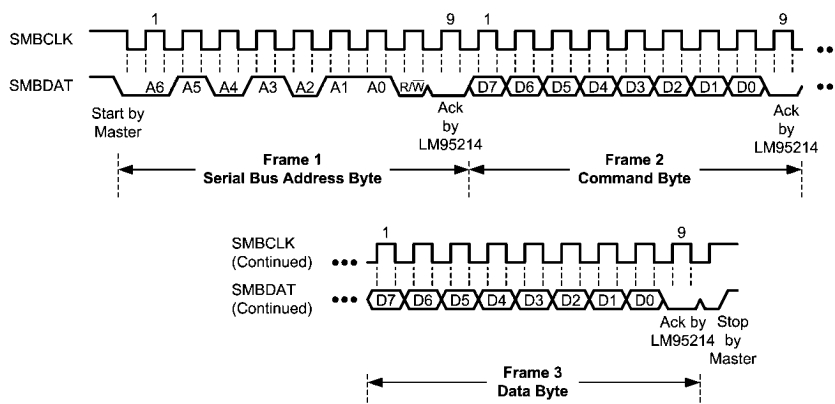 1 9 1 9
SMBCLK
SMBDAT
A6 A5 A4 A3 A2 A1 A0 R/W̅ D7 D6 D5 D4 D3 D2 D1 D0
Start by
Master
Ack
by
LM95214
Ack
by
LM95214
Frame 1
Serial Bus Address Byte
Frame 2
Command Byte
1 9
SMBCLK
(Continued)
SMBDAT
(Continued)
D7 D6 D5 D4 D3 D2 D1 D0
Ack by
LM95214
Stop
by
Master
Frame 3
Data Byte